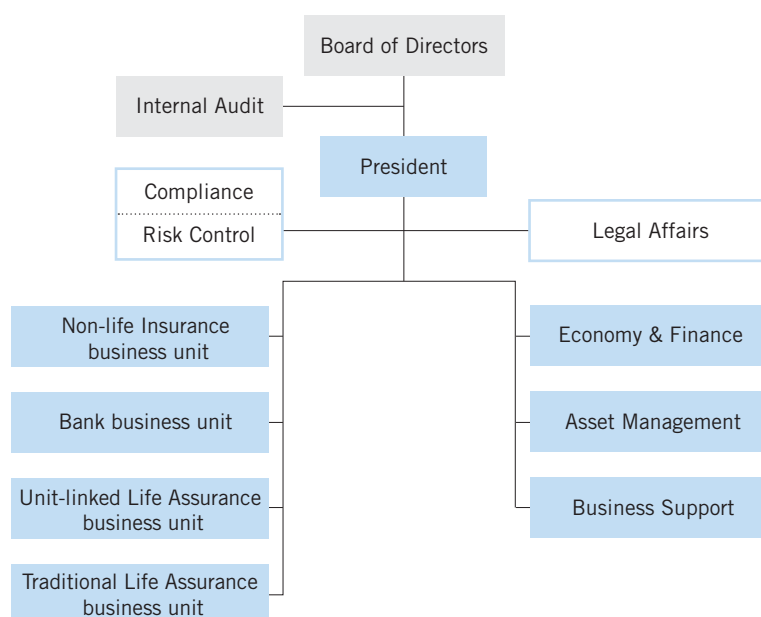 Board of Directors
Internal Audit
President
Compliance
Risk Control
Legal Affairs
Non-life Insurance
business unit
Economy & Finance
Bank business unit
Asset Management
Unit-linked Life Assurance
business unit
Business Support
Traditional Life Assurance
business unit